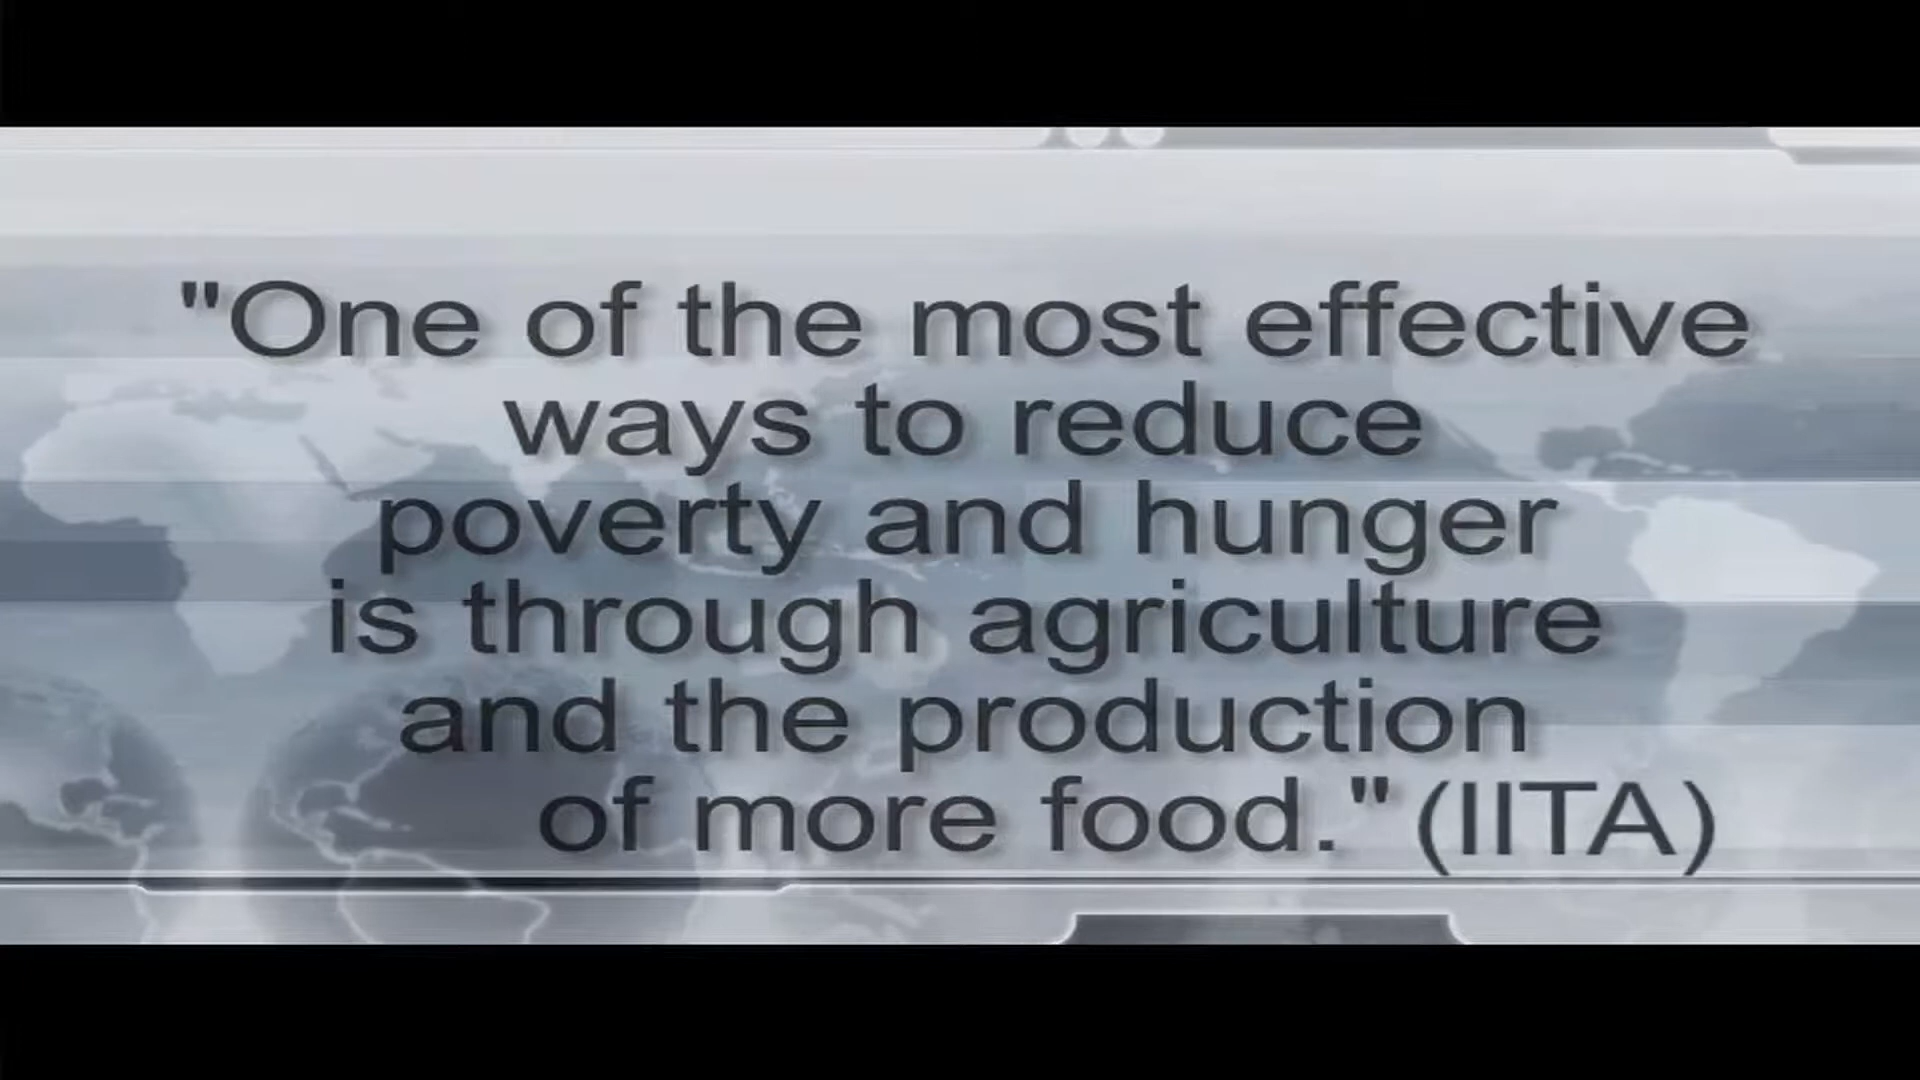 "One of the most effective
ways to reduce
poverty and hunger
is through agriculture
and the production
of more food." (IITA)